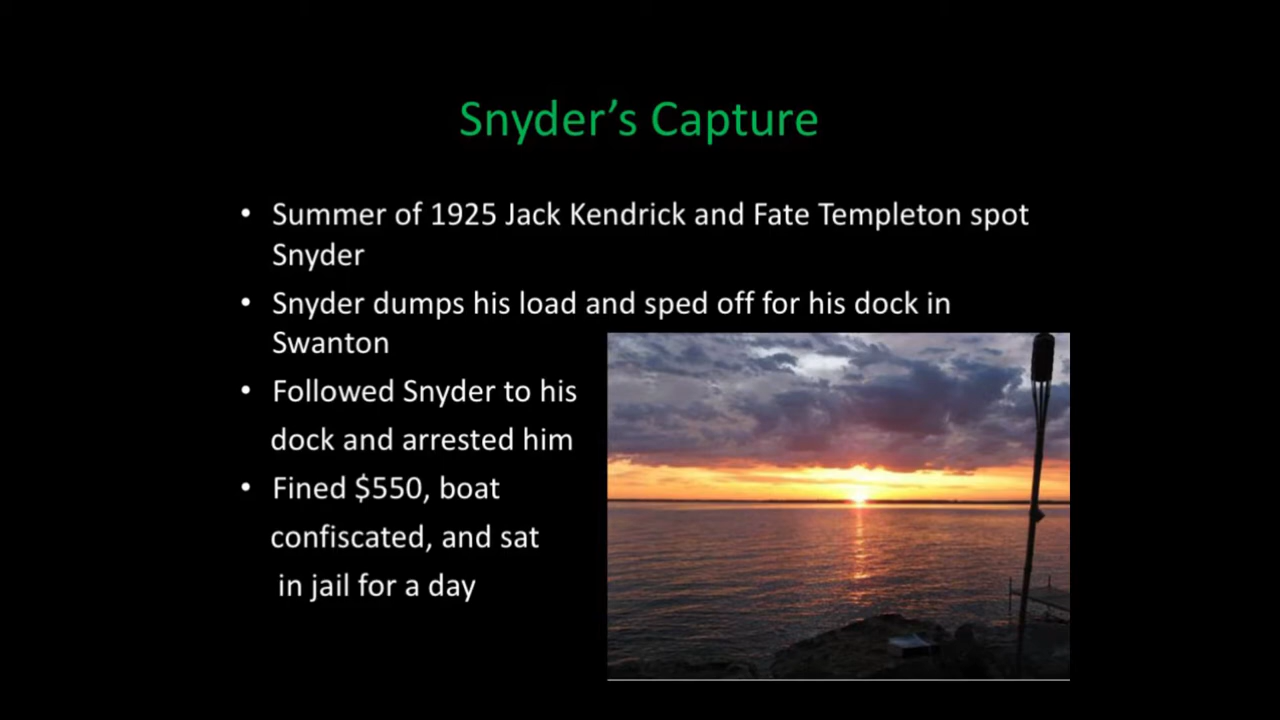 Snyder’s Capture
• Summer of 1925 Jack Kendrick and Fate Templeton spot
Snyder
• Snyder dumps his load and sped off for his dock in
Swanton
• Followed Snyder to his
dock and arrested him
• Fined $550, boat
confiscated, and sat
in jail for a day